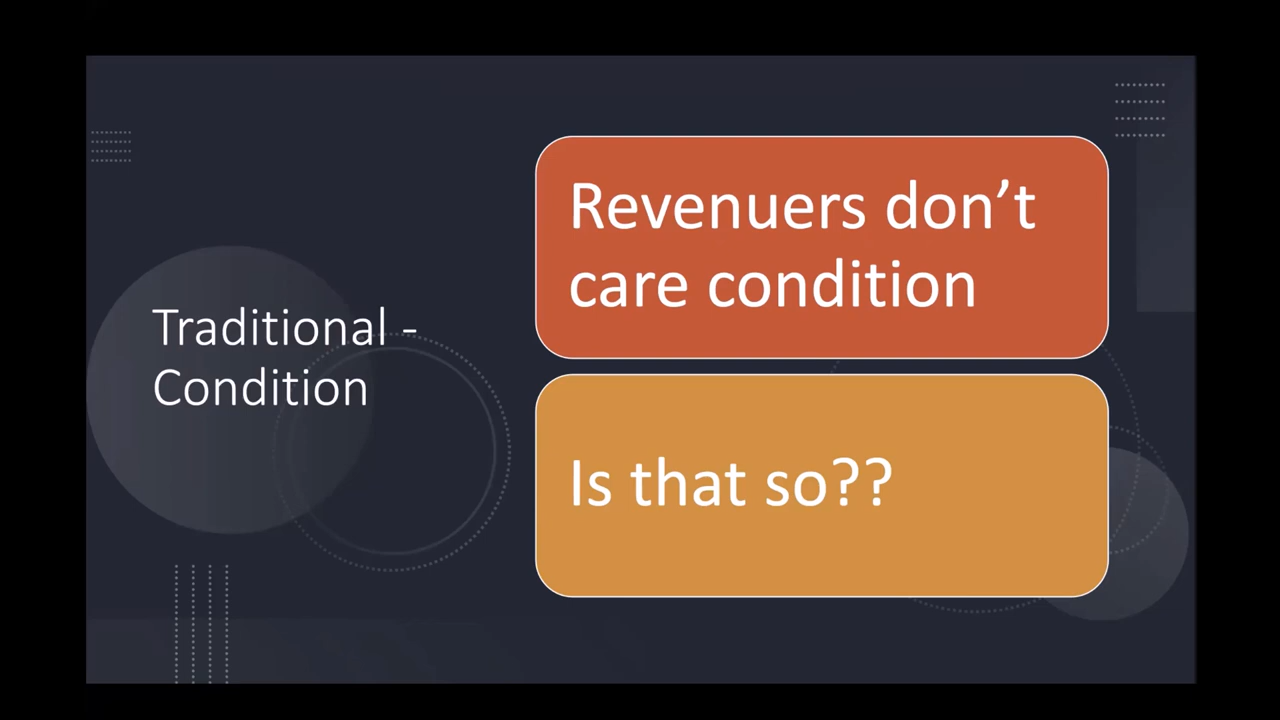 Traditional -
Condition
Revenuers don’t
care condition
Is that so??